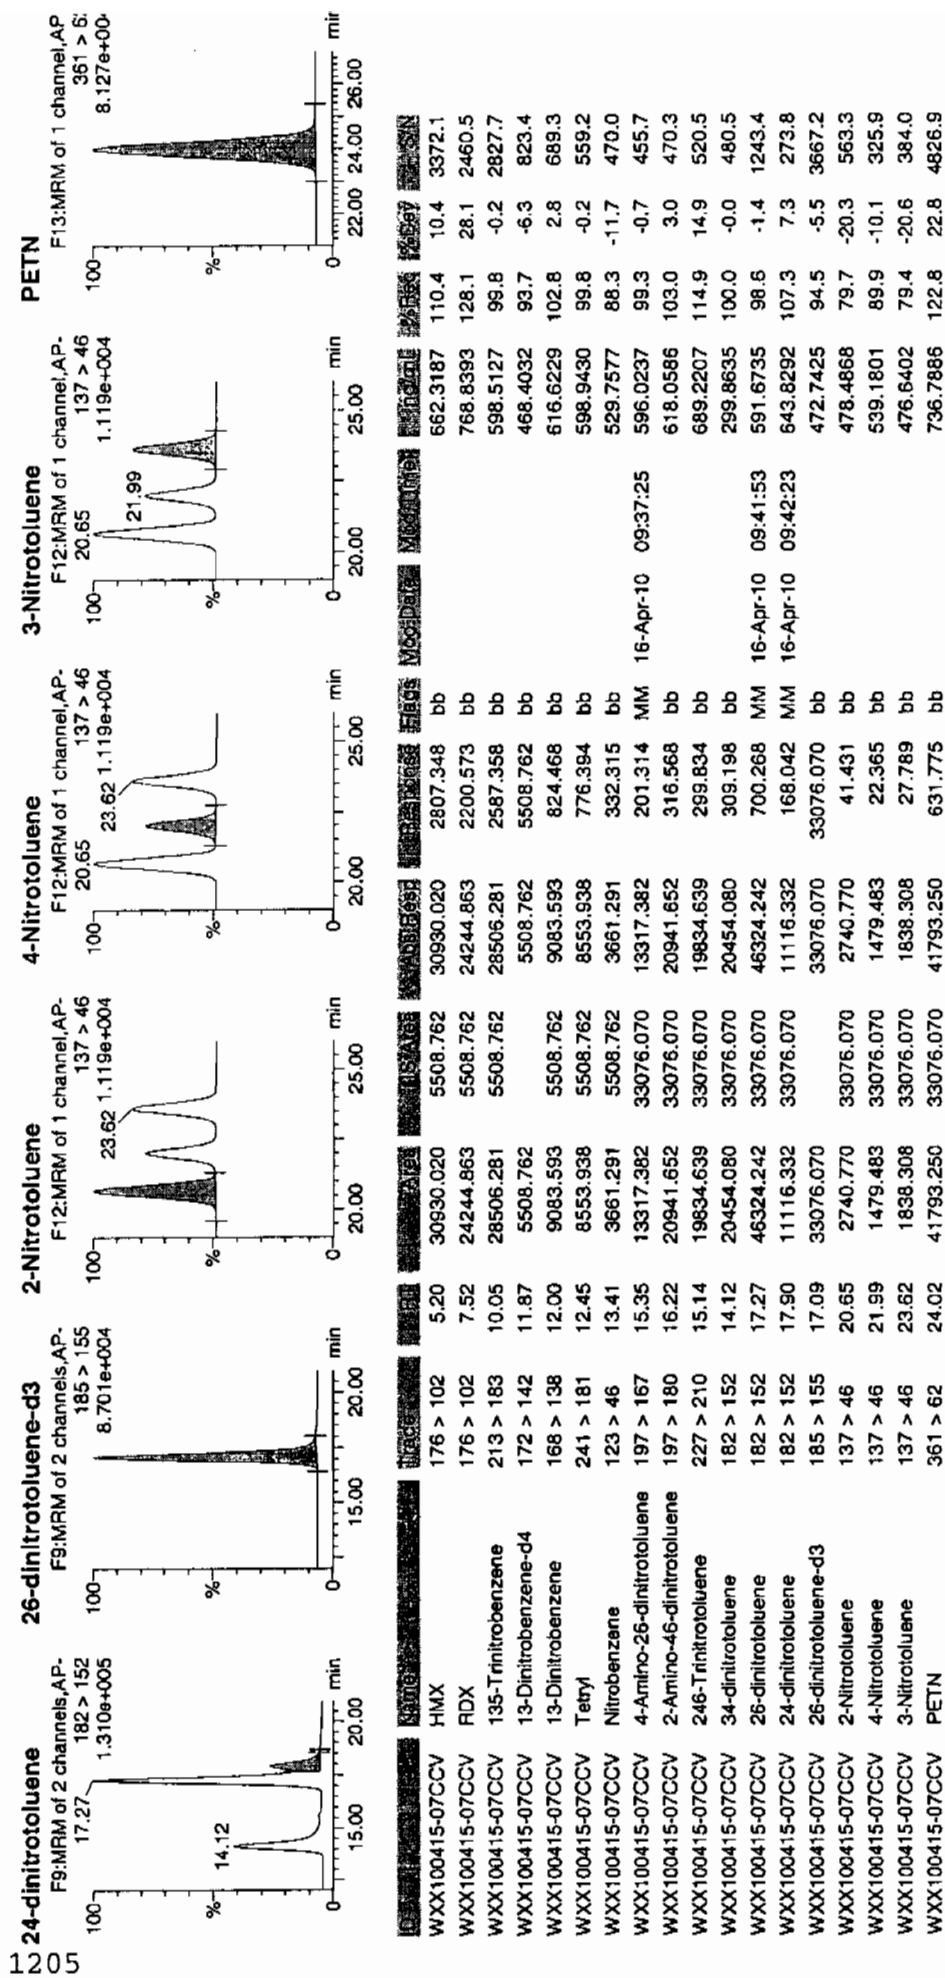 24-dinitrotoluene
F9:MRM of 2 channels,AP-
182 > 152
1.310e+005
100
17.27
14.12
%
0
15.00
20.00
min
26-dinitrotoluene-d3
F9:MRM of 2 channels,AP-
185 > 155
8.701e+004
100
%
0
15.00
20.00
min
2-Nitrotoluene
F12:MRM of 1 channel,AP-
137 > 46
23.62 1.119e+004
100
%
0
20.00
25.00
min
4-Nitrotoluene
F12:MRM of 1 channel,AP-
20.65
137 > 46
23.62 1.119e+004
100
%
0
20.00
25.00
min
3-Nitrotoluene
F12:MRM of 1 channel,AP-
20.65
137 > 46
1.119e+004
21.99
100
%
0
20.00
25.00
min
PETN
F13:MRM of 1 channel,AP
361 > 6
8.127e+00
100
%
0
22.00
24.00
26.00
min
Name Trace Area Flags %Rec %Dev
WXX100415-07CCV HMX 176 > 102 5.20 30930.020 5508.762 30930.020 2807.348 bb 662.3187 110.4 10.4 3372.1
WXX100415-07CCV RDX 176 > 102 7.52 24244.863 5508.762 24244.863 2200.573 bb 768.8393 128.1 28.1 2460.5
WXX100415-07CCV 135-Trinitrobenzene 213 > 183 10.05 28506.281 5508.762 28506.281 2587.358 bb 598.5127 99.8 -0.2 2827.7
WXX100415-07CCV 13-Dinitrobenzene-d4 172 > 142 11.87 5508.762 5508.762 5508.762 bb 468.4032 93.7 -6.3 823.4
WXX100415-07CCV 13-Dinitrobenzene 168 > 138 12.00 9083.593 5508.762 9083.593 824.468 bb 616.6229 102.8 2.8 689.3
WXX100415-07CCV Tetryl 241 > 181 12.45 8553.938 5508.762 8553.938 776.394 bb 598.9430 99.8 -0.2 559.2
WXX100415-07CCV Nitrobenzene 123 > 46 13.41 3661.291 5508.762 3661.291 332.315 bb 529.7577 88.3 -11.7 470.0
WXX100415-07CCV 4-Amino-26-dinitrotoluene 197 > 167 15.35 13317.382 33076.070 13317.382 201.314 MM 16-Apr-10 09:37:25 596.0237 99.3 -0.7 455.7
WXX100415-07CCV 2-Amino-46-dinitrotoluene 197 > 180 16.22 20941.652 33076.070 20941.652 316.568 bb 618.0586 103.0 3.0 470.3
WXX100415-07CCV 246-Trinitrotoluene 227 > 210 15.14 19834.639 33076.070 19834.639 299.834 bb 689.2207 114.9 14.9 520.5
WXX100415-07CCV 34-dinitrotoluene 182 > 152 14.12 20454.080 33076.070 20454.080 309.198 bb 299.8635 100.0 -0.0 480.5
WXX100415-07CCV 26-dinitrotoluene 182 > 152 17.27 46324.242 33076.070 46324.242 700.268 MM 16-Apr-10 09:41:53 591.6735 98.6 -1.4 1243.4
WXX100415-07CCV 24-dinitrotoluene 182 > 152 17.90 11116.332 33076.070 11116.332 168.042 MM 16-Apr-10 09:42:23 643.8292 107.3 7.3 273.8
WXX100415-07CCV 26-dinitrotoluene-d3 185 > 155 17.09 33076.070 33076.070 33076.070 bb 472.7425 94.5 -5.5 3667.2
WXX100415-07CCV 2-Nitrotoluene 137 > 46 20.65 2740.770 33076.070 2740.770 41.431 bb 478.4868 79.7 -20.3 563.3
WXX100415-07CCV 4-Nitrotoluene 137 > 46 21.99 1479.483 33076.070 1479.483 22.365 bb 539.1801 89.9 -10.1 325.9
WXX100415-07CCV 3-Nitrotoluene 137 > 46 23.62 1838.308 33076.070 1838.308 27.789 bb 476.6402 79.4 -20.6 384.0
WXX100415-07CCV PETN 361 > 62 24.02 41793.250 33076.070 41793.250 631.775 bb 736.7886 122.8 22.8 4826.9
1205